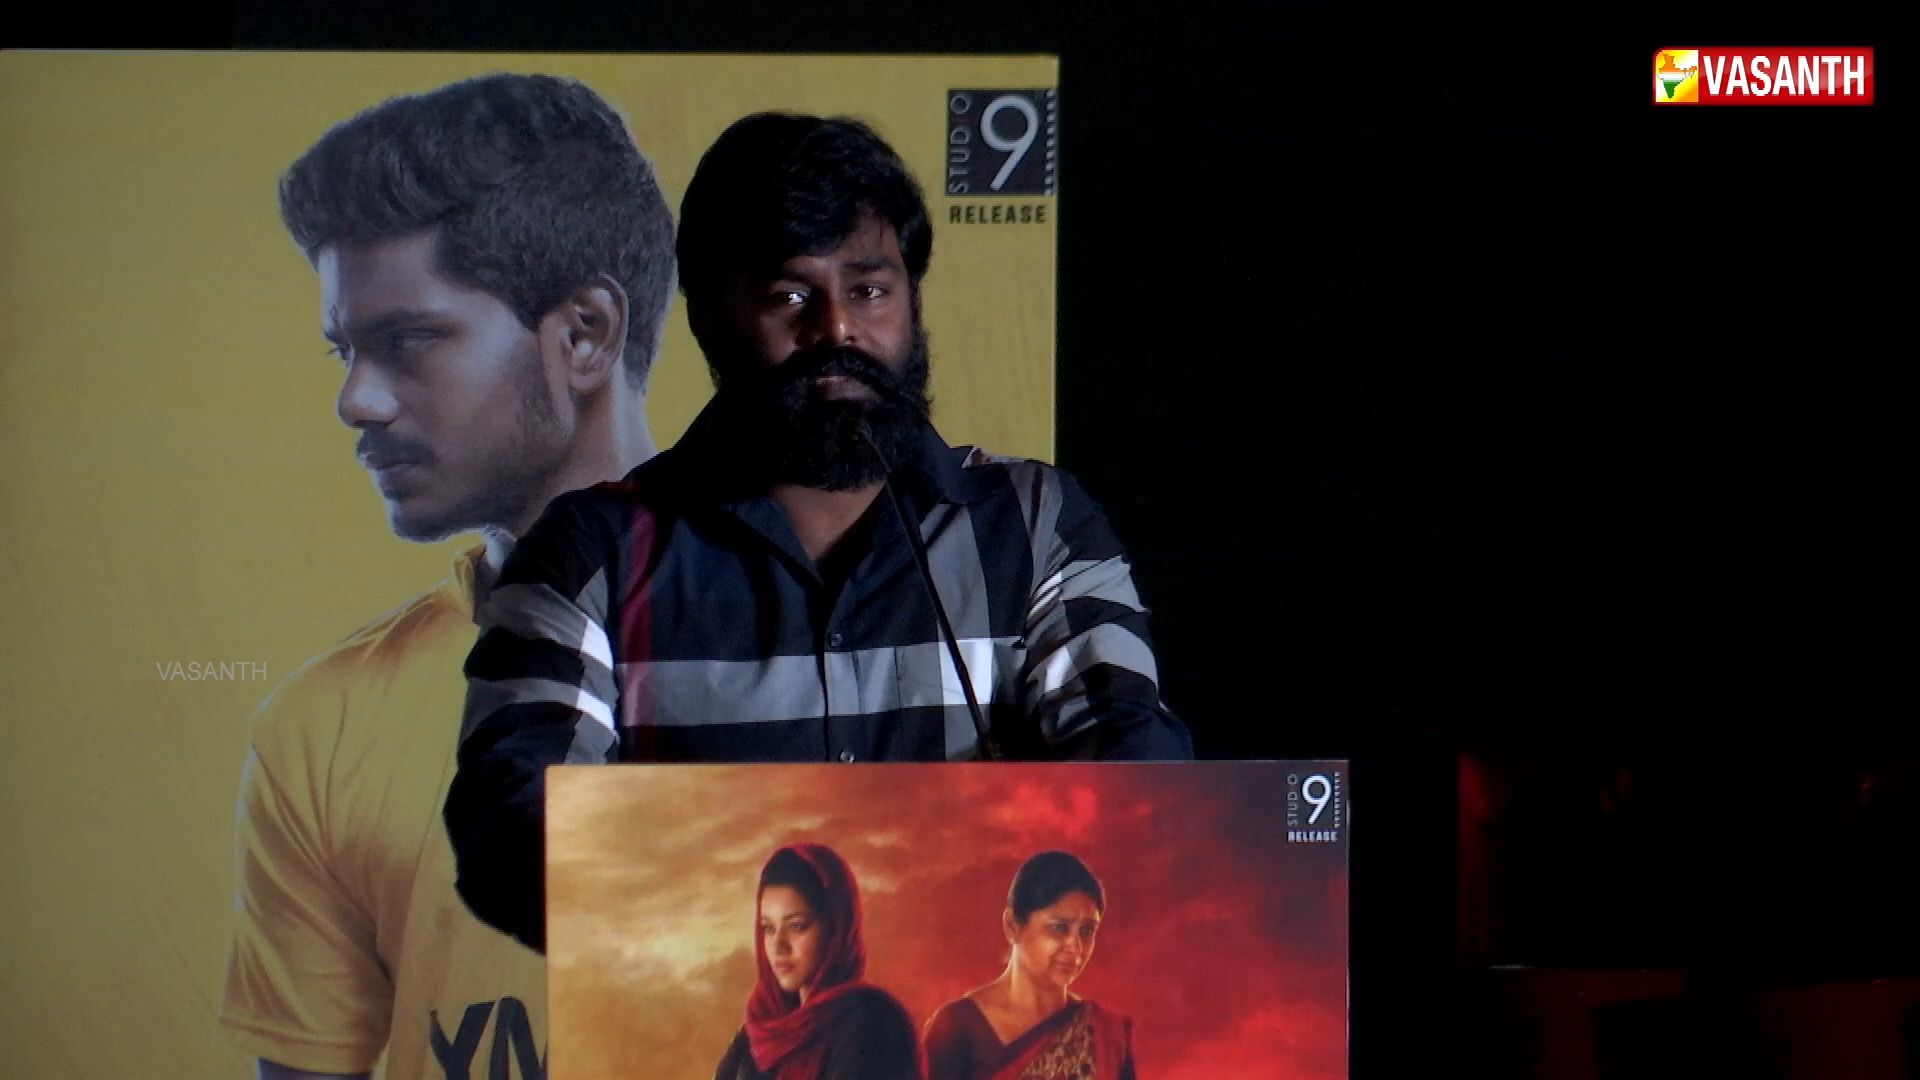 VASANTH
STUDIO
9
RELEASE
VASANTH
STUDIO
9
RELEASE